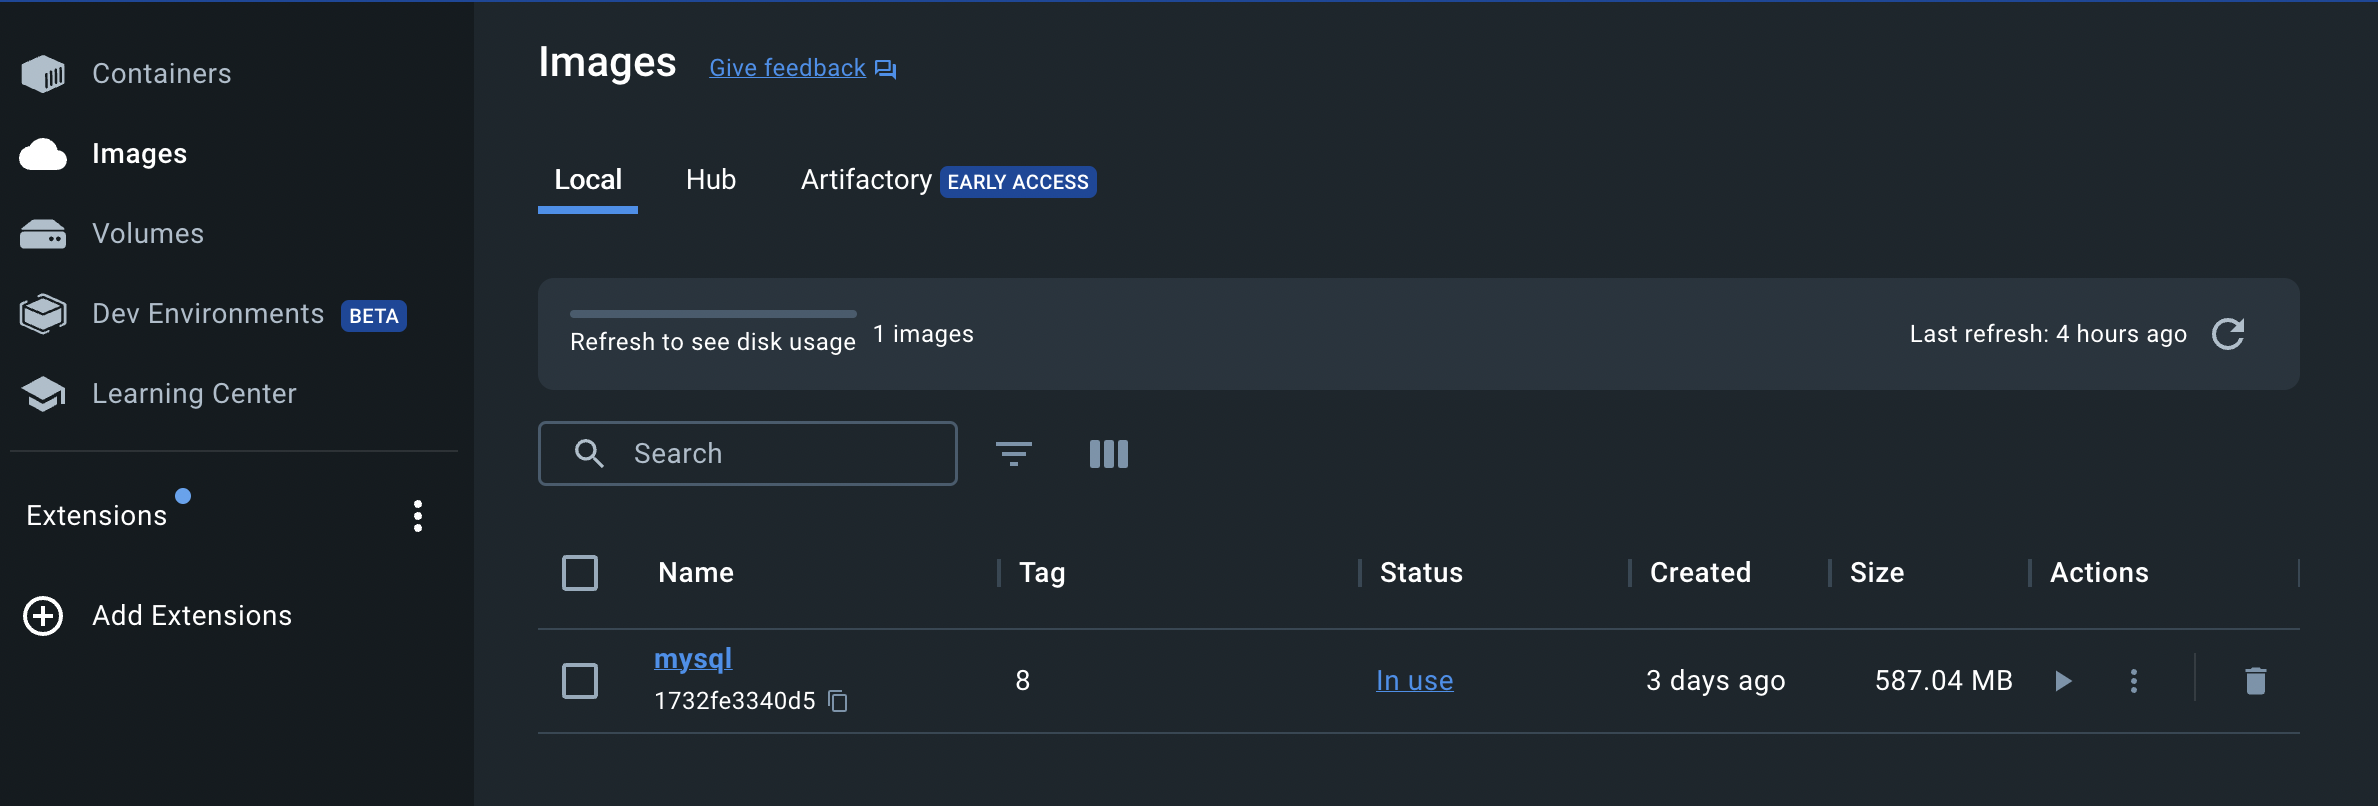 Containers
Images
Volumes
Dev Environments BETA
Learning Center
Extensions
Add Extensions
Images Give feedback
Local Hub Artifactory EARLY ACCESS
Refresh to see disk usage 1 images Last refresh: 4 hours ago
Search
Name Tag Status Created Size Actions
mysql
1732fe3340d5 8 In use 3 days ago 587.04 MB